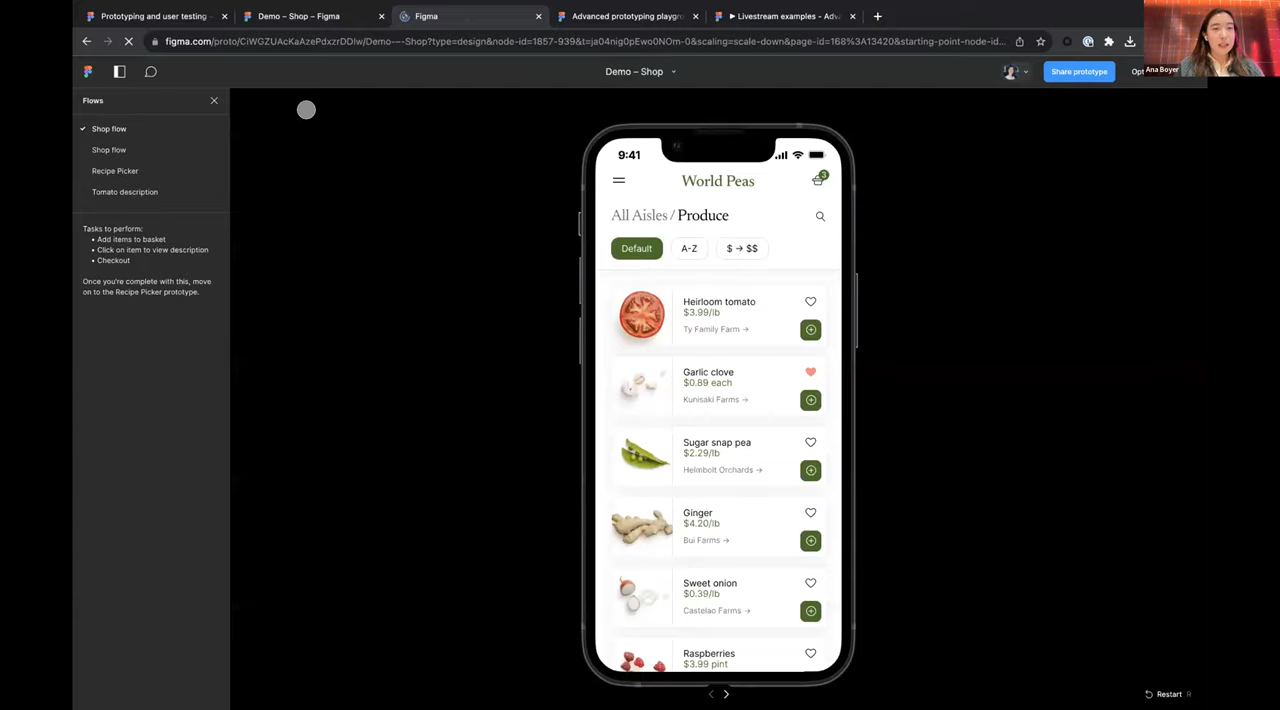 Prototyping and user testing
Demo – Shop – Figma
Figma
Advanced prototyping playgro
Livestream examples - Adv
figma.com/proto/CiWGZUAcKaAzePdxzrDDlw/Demo-–-Shop?type=design&node-id=1857-939&t=ja04nig0pEwo0NOm-0&scaling=scale-down&page-id=168%3A13420&starting-point-node-id...
Ana Boyer
Demo – Shop
Share prototype
Opt
Flows
Shop flow
Shop flow
Recipe Picker
Tomato description
Tasks to perform:
• Add items to basket
• Click on item to view description
• Checkout
Once you're complete with this, move
on to the Recipe Picker prototype.
9:41
World Peas
3
All Aisles / Produce
Default
A-Z
$ → $$
Heirloom tomato
$3.99/lb
Ty Family Farm →
Garlic clove
$0.89 each
Kunisaki Farms →
Sugar snap pea
$2.29/lb
Helmbolt Orchards →
Ginger
$4.20/lb
Bui Farms →
Sweet onion
$0.39/lb
Castelao Farms →
Raspberries
$3.99 pint
Restart R